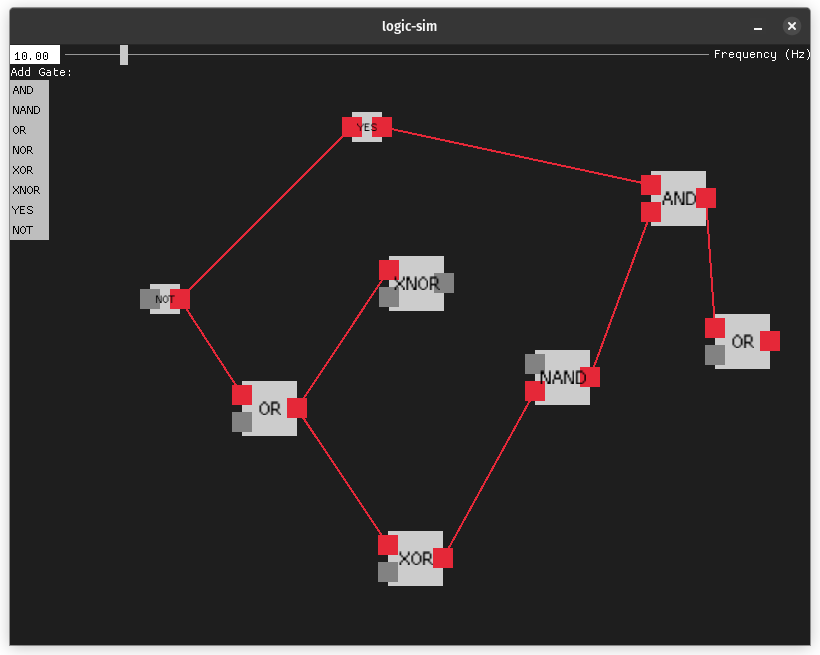 logic-sim
10.00
Frequency (Hz)
Add Gate:
AND
NAND
OR
NOR
XOR
XNOR
YES
NOT
YES
AND
XNOR
NOT
OR
NAND
OR
XOR